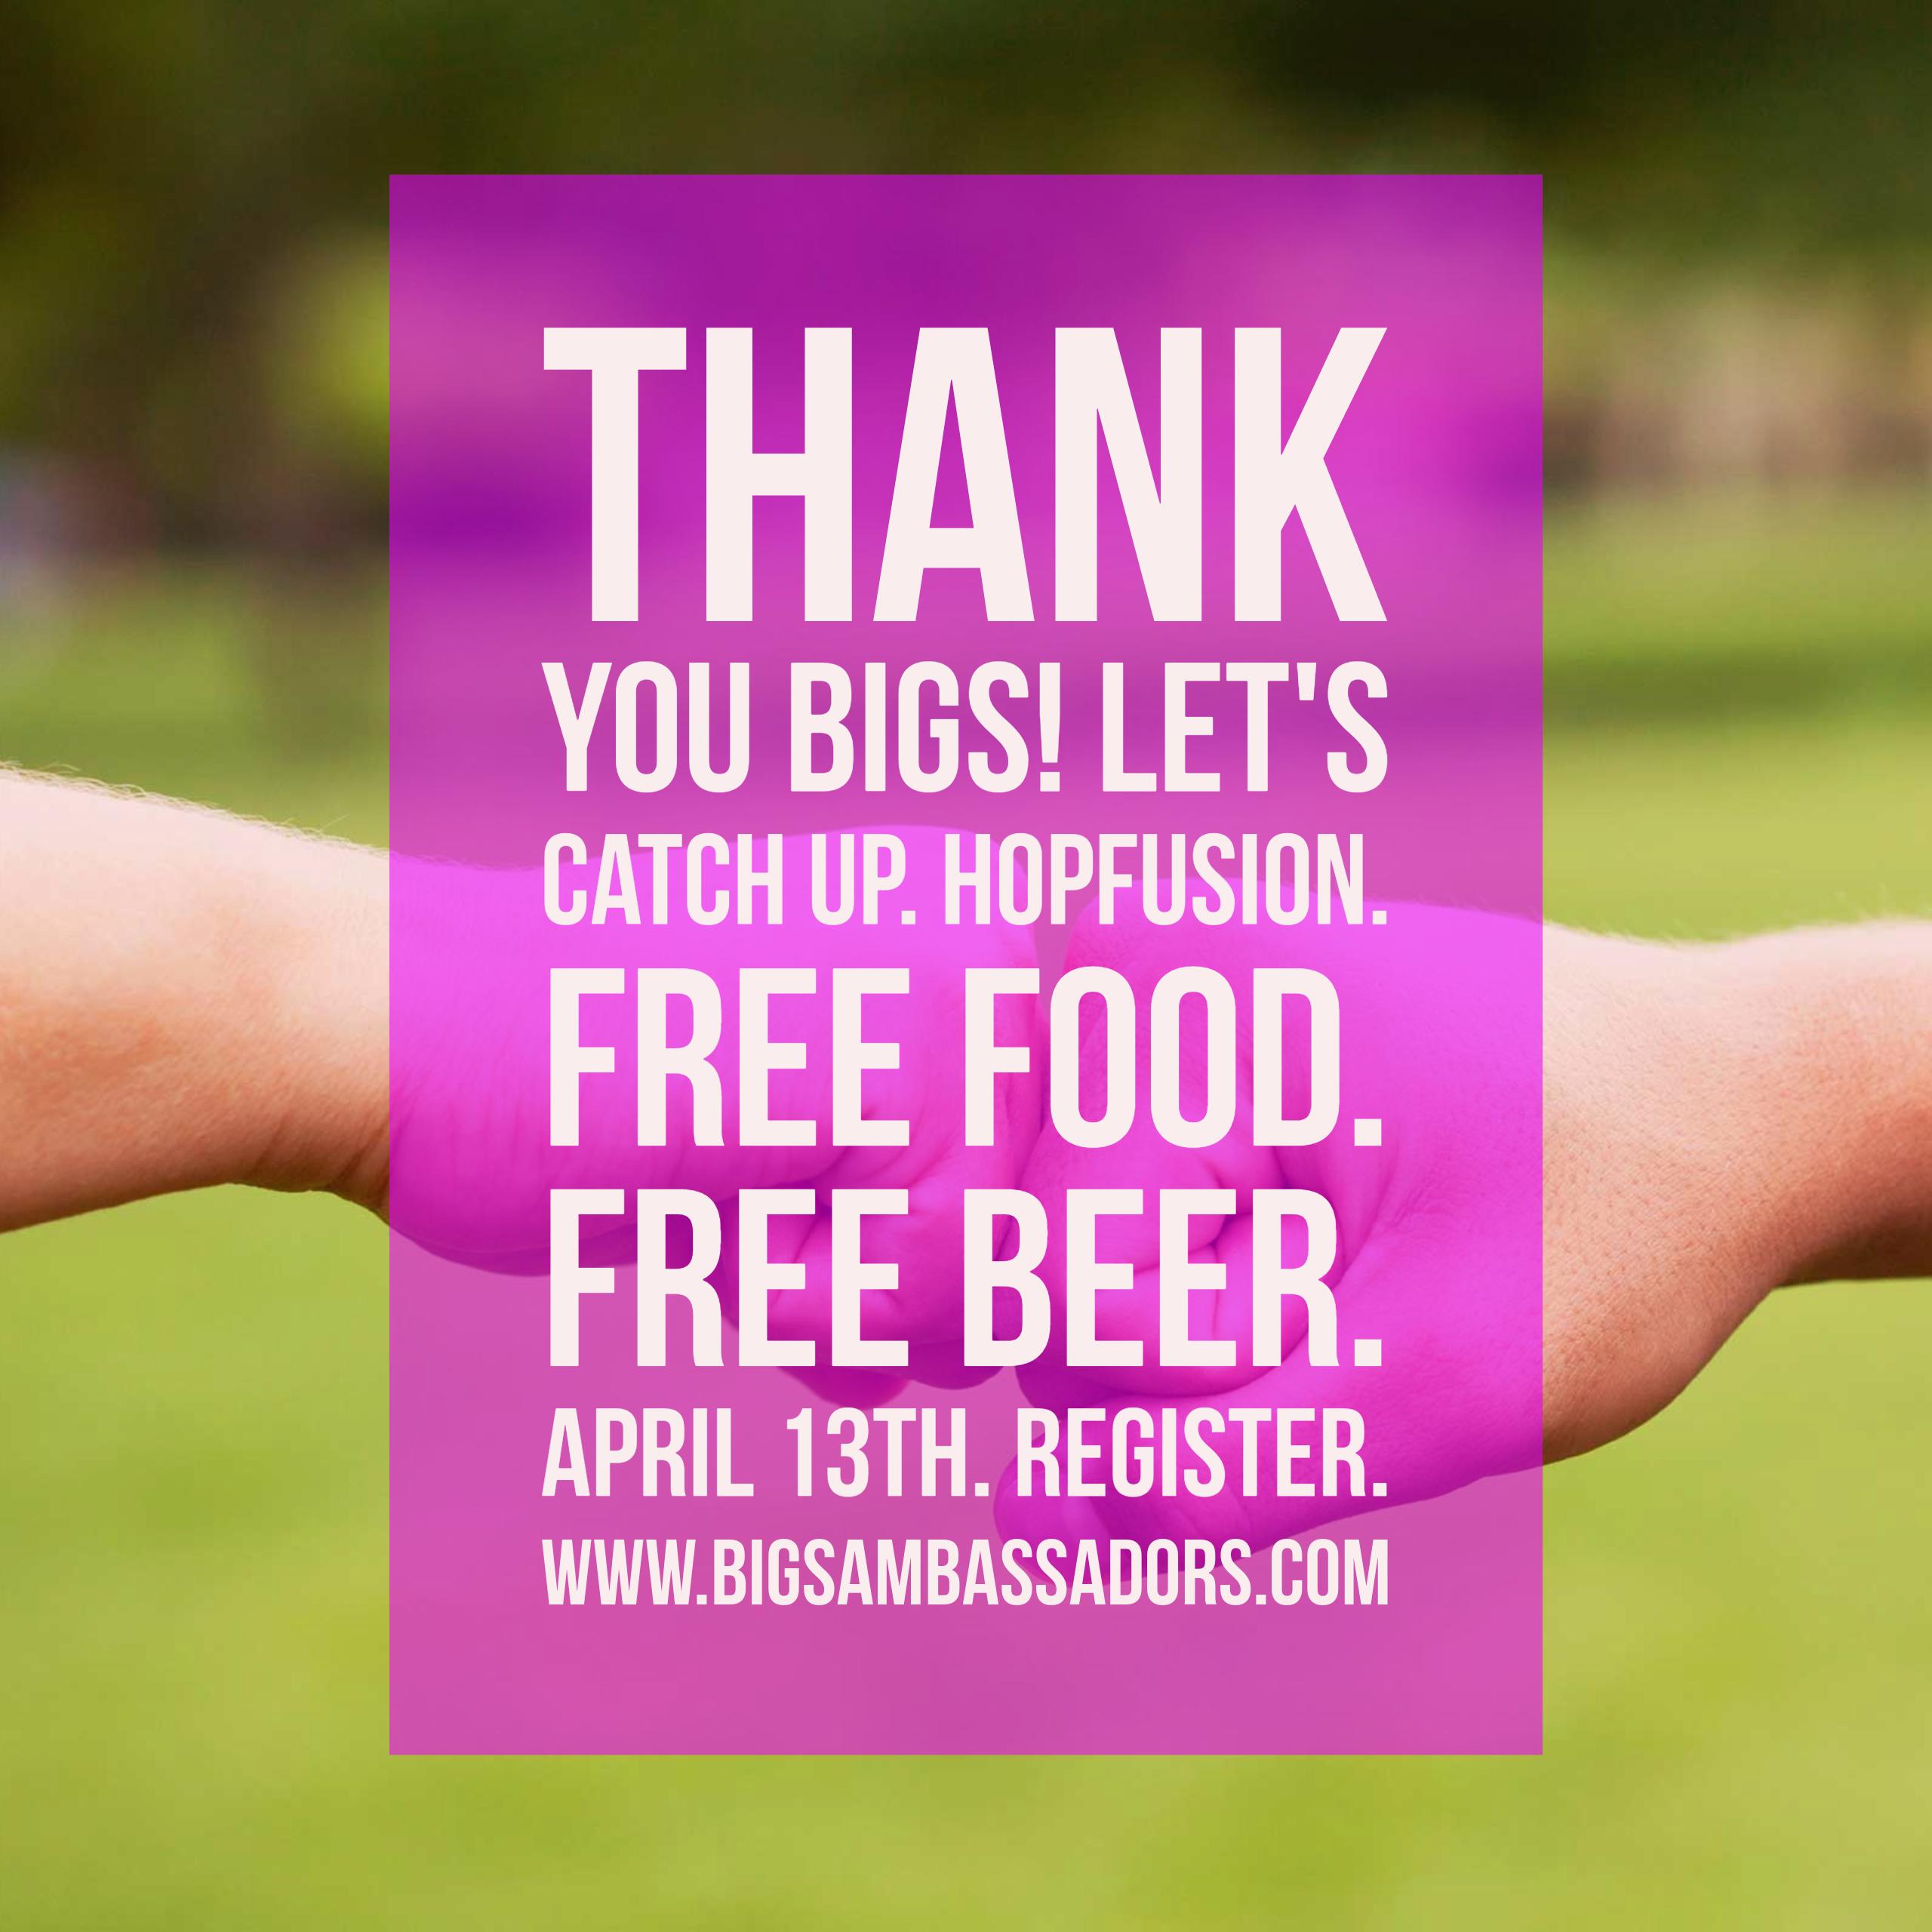 THANK
YOU BIGS! LET'S
CATCH UP. HOPFUSION.
FREE FOOD.
FREE BEER.
APRIL 13TH. REGISTER.
WWW.BIGSAMBASSADORS.COM